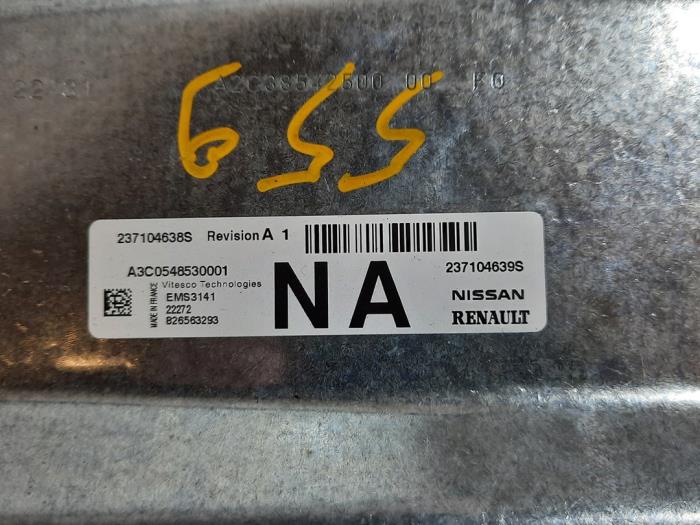 655
237104638S Revision A 1
A3C0548530001
237104639S
Vitesco Technologies
MADE IN FRANCE
EMS3141
22272
826563293
NA
NISSAN
RENAULT